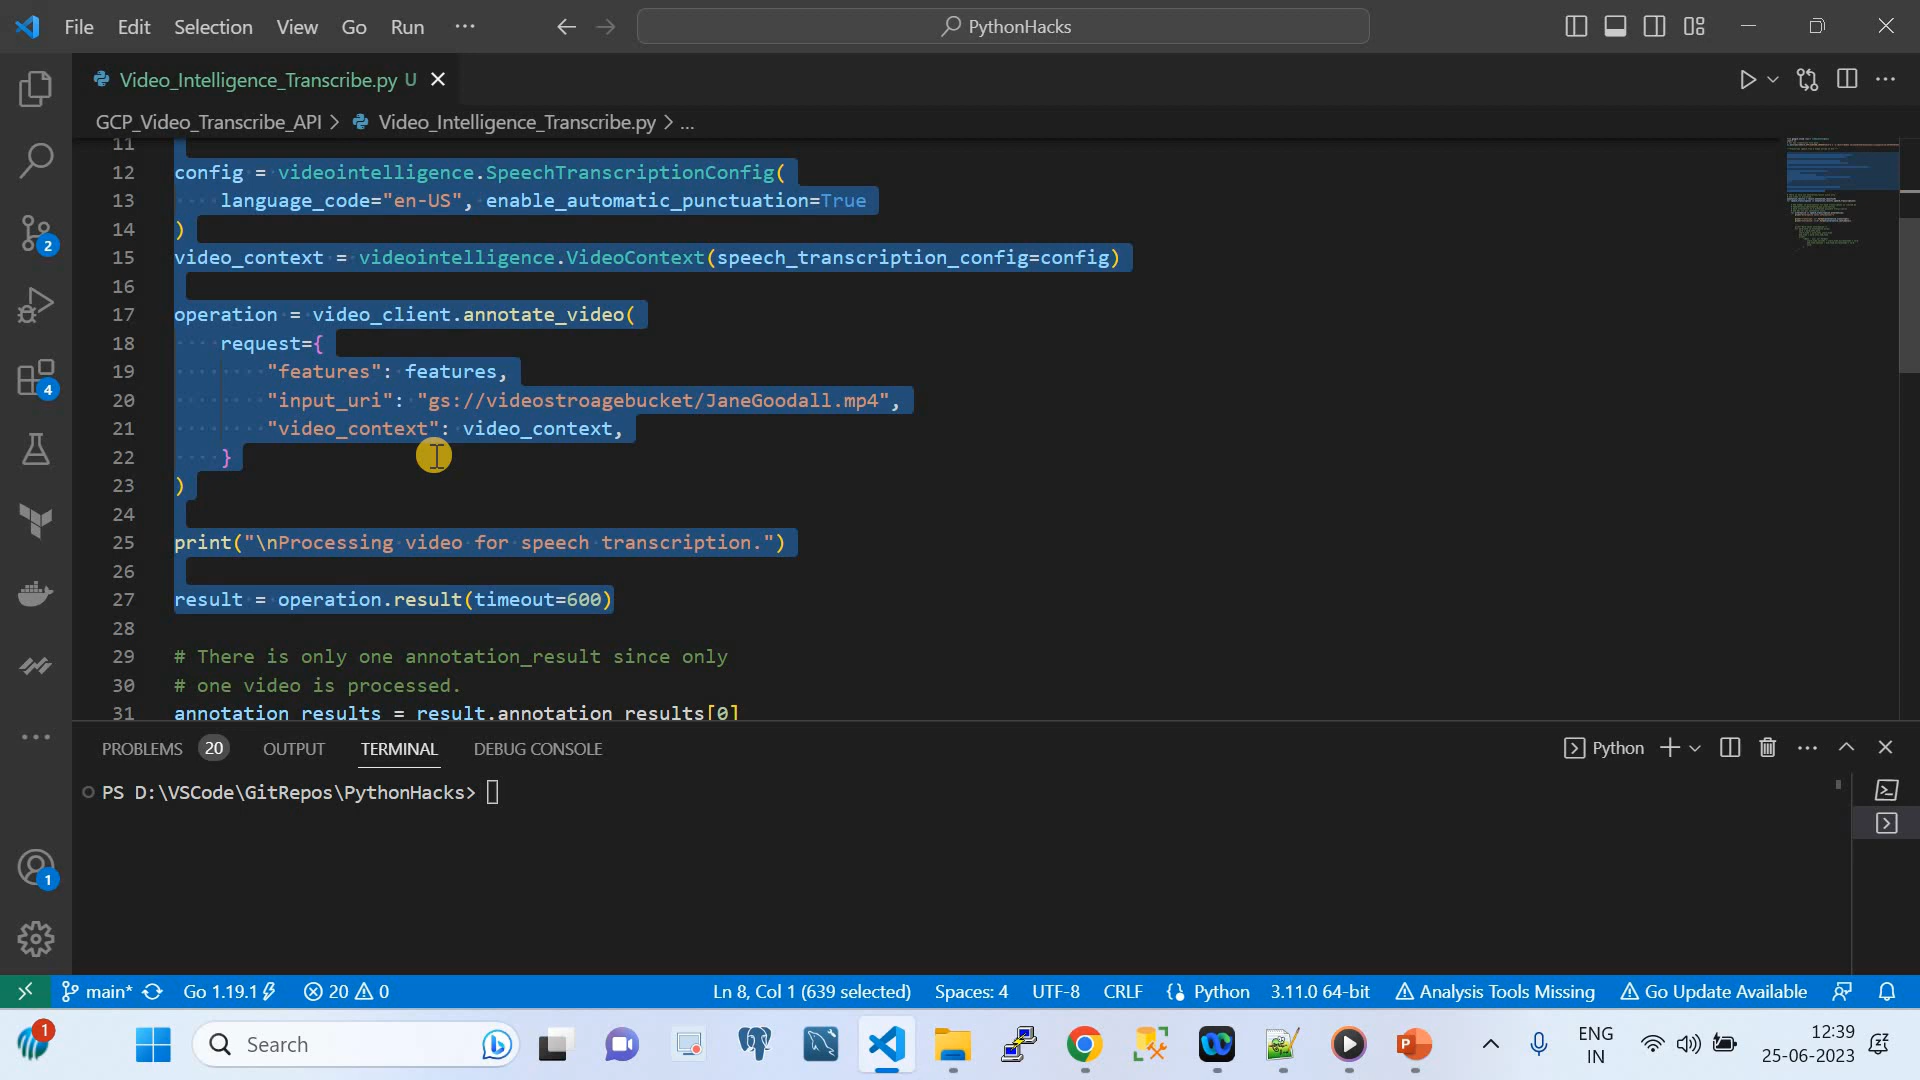 File Edit Selection View Go Run ... PythonHacks
Video_Intelligence_Transcribe.py U
GCP_Video_Transcribe_API > Video_Intelligence_Transcribe.py > ...
11
12 config = videointelligence.SpeechTranscriptionConfig(
13 language_code="en-US", enable_automatic_punctuation=True
14 )
15 video_context = videointelligence.VideoContext(speech_transcription_config=config)
16
17 operation = video_client.annotate_video(
18 request={
19 "features": features,
20 "input_uri": "gs://videostroagebucket/JaneGoodall.mp4",
21 "video_context": video_context,
22 }
23 )
24
25 print("\nProcessing video for speech transcription.")
26
27 result = operation.result(timeout=600)
28
29 # There is only one annotation_result since only
30 # one video is processed.
31 annotation_results = result.annotation_results[0]
2
4
1
PROBLEMS 20 OUTPUT TERMINAL DEBUG CONSOLE Python
PS D:\VSCode\GitRepos\PythonHacks>
main* Go 1.19.1 20 0 Ln 8, Col 1 (639 selected) Spaces: 4 UTF-8 CRLF Python 3.11.0 64-bit Analysis Tools Missing Go Update Available
1 Search ENG IN 12:39 25-06-2023